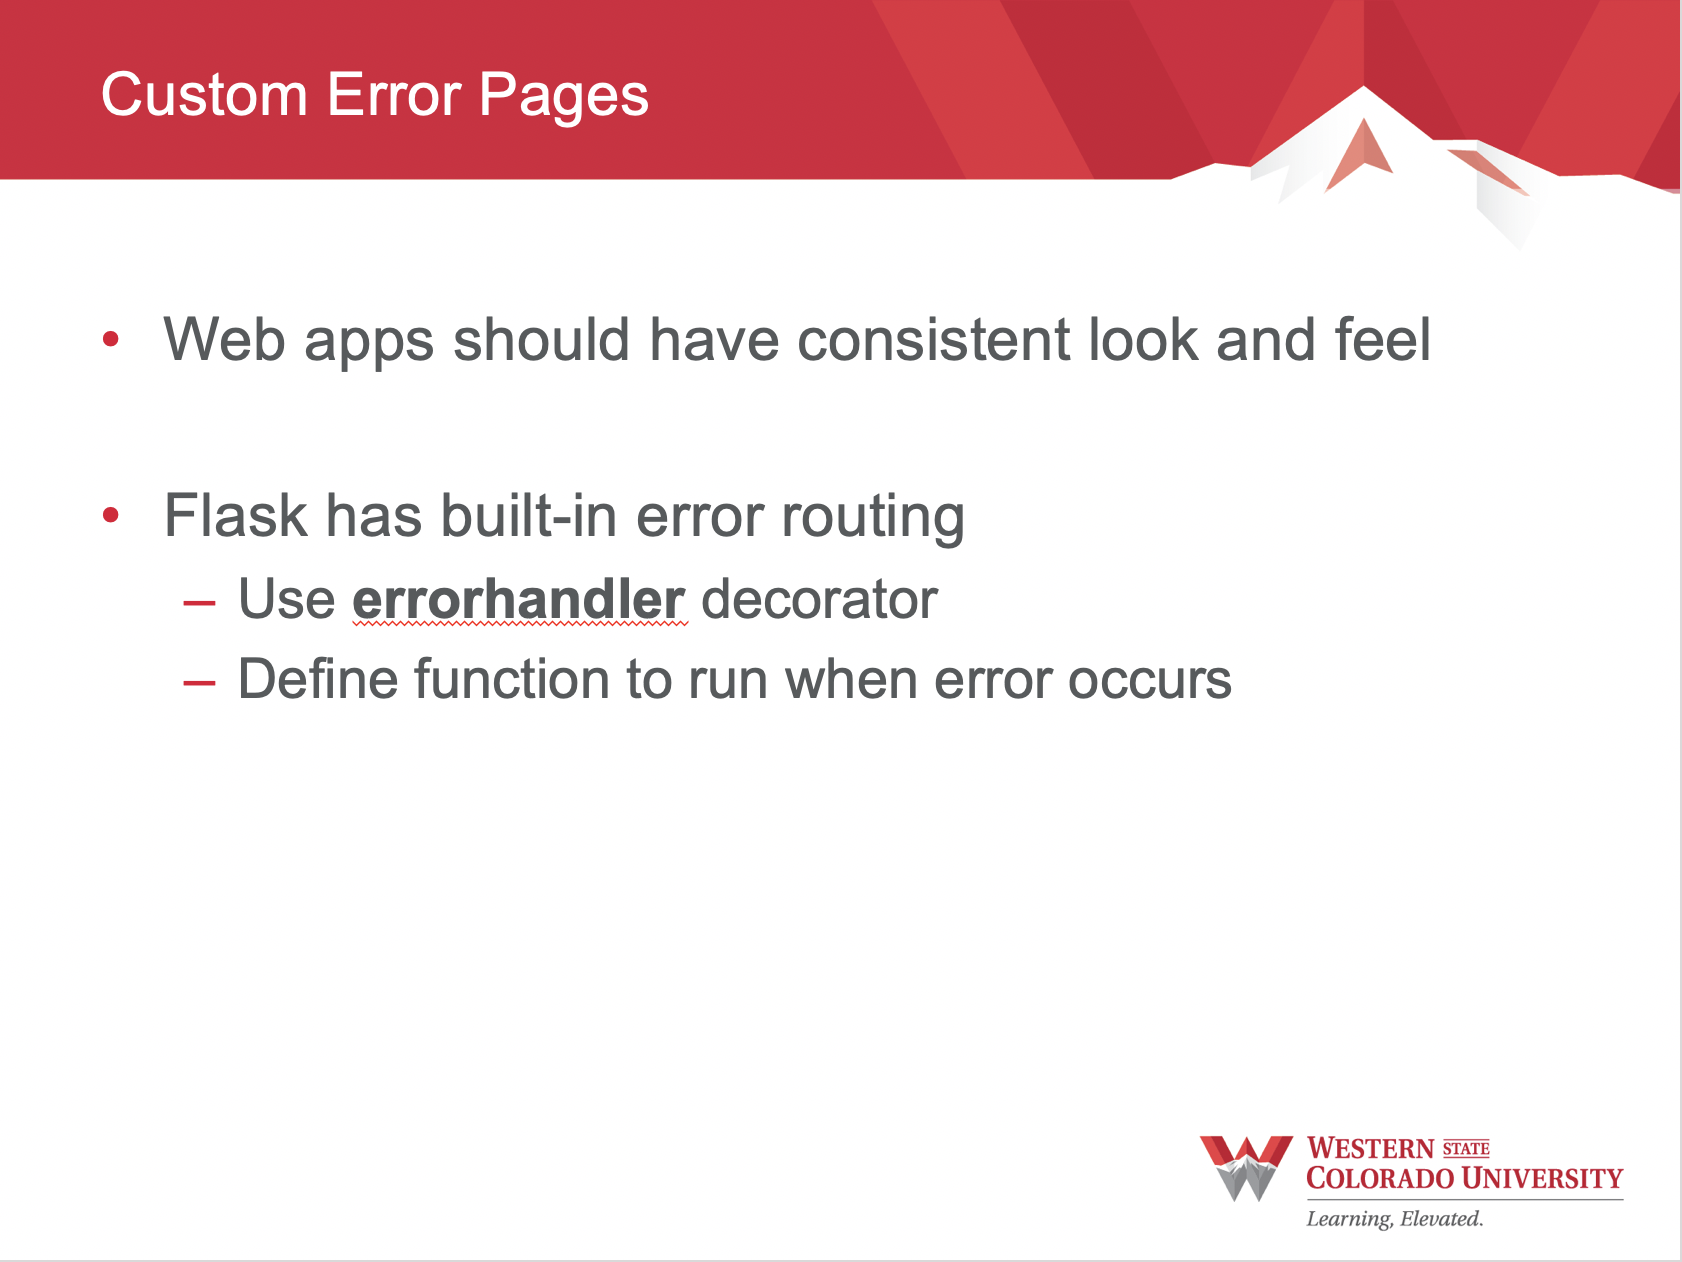 Custom Error Pages
• Web apps should have consistent look and feel
• Flask has built-in error routing
– Use errorhandler decorator
– Define function to run when error occurs
WESTERN STATE
COLORADO UNIVERSITY
Learning, Elevated.